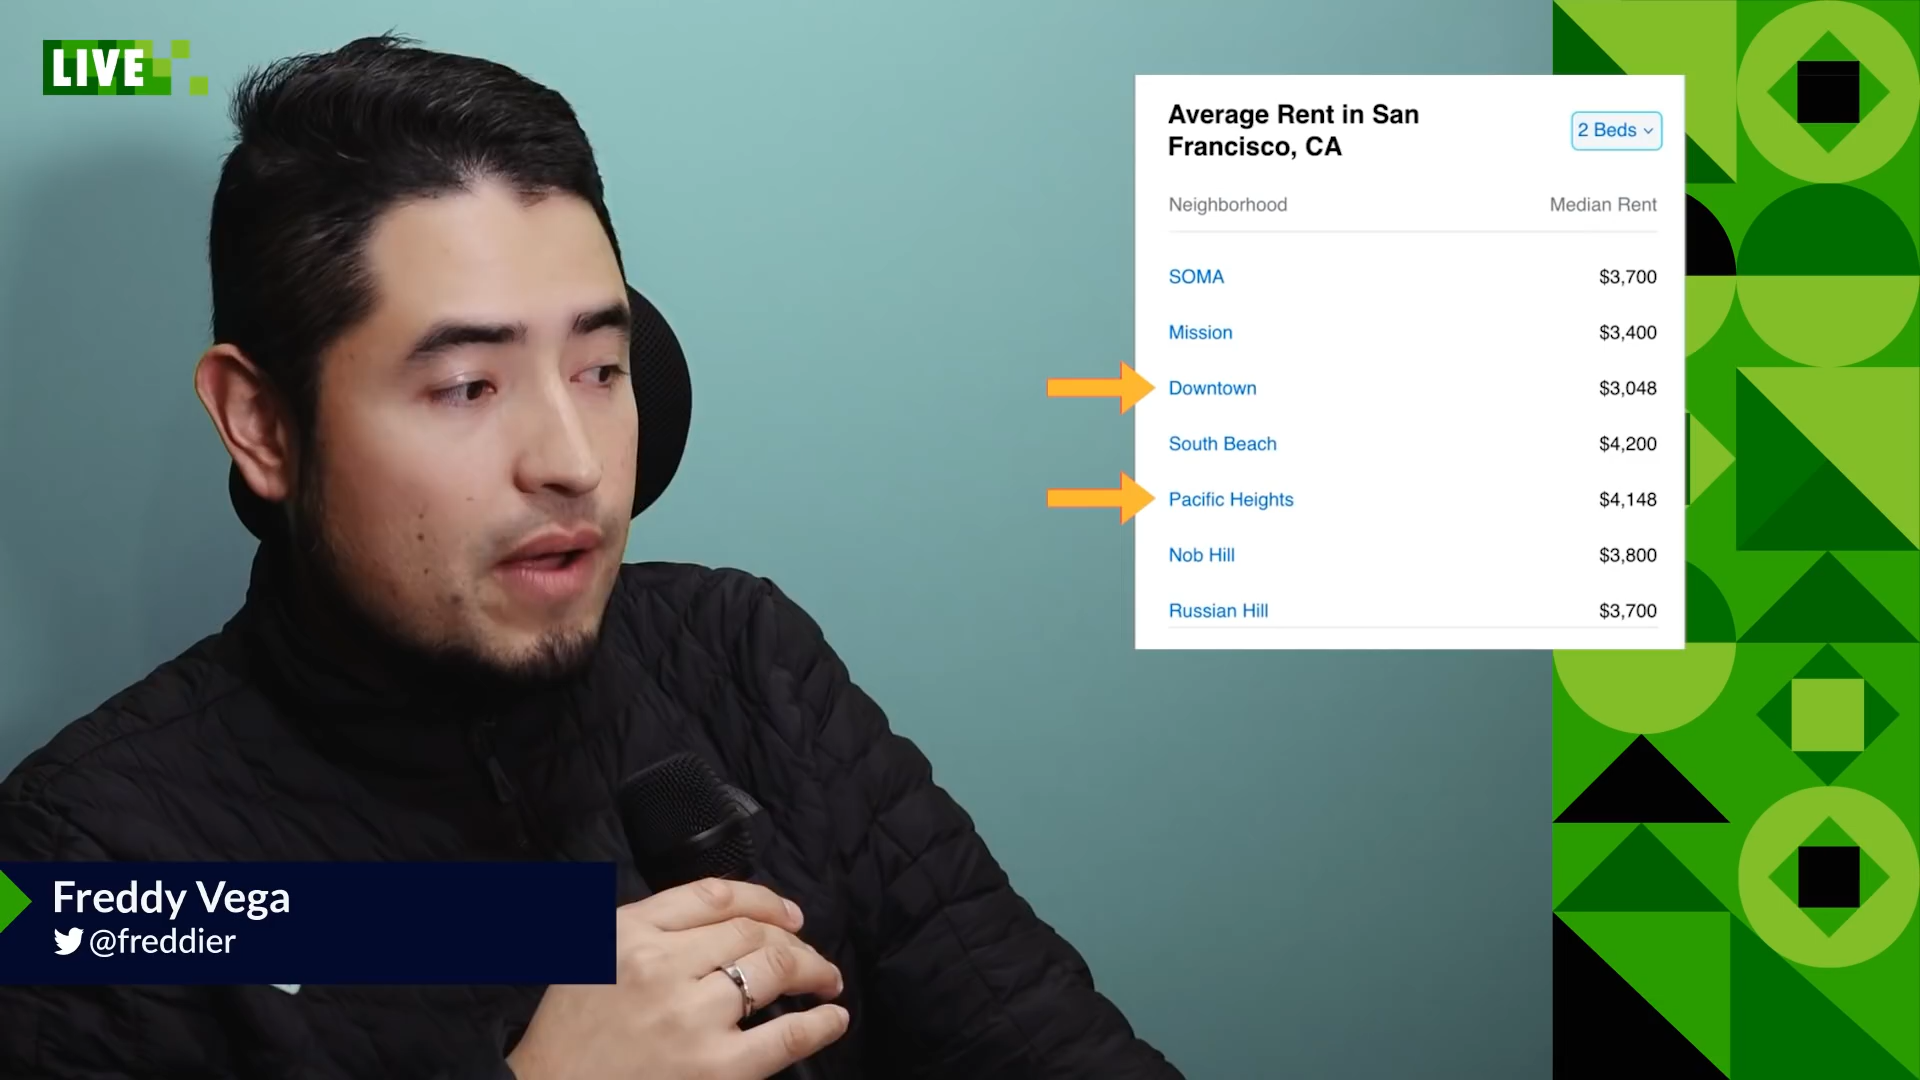 LIVE
Average Rent in San
Francisco, CA
2 Beds
Neighborhood Median Rent
SOMA $3,700
Mission $3,400
Downtown $3,048
South Beach $4,200
Pacific Heights $4,148
Nob Hill $3,800
Russian Hill $3,700
Freddy Vega
@freddier